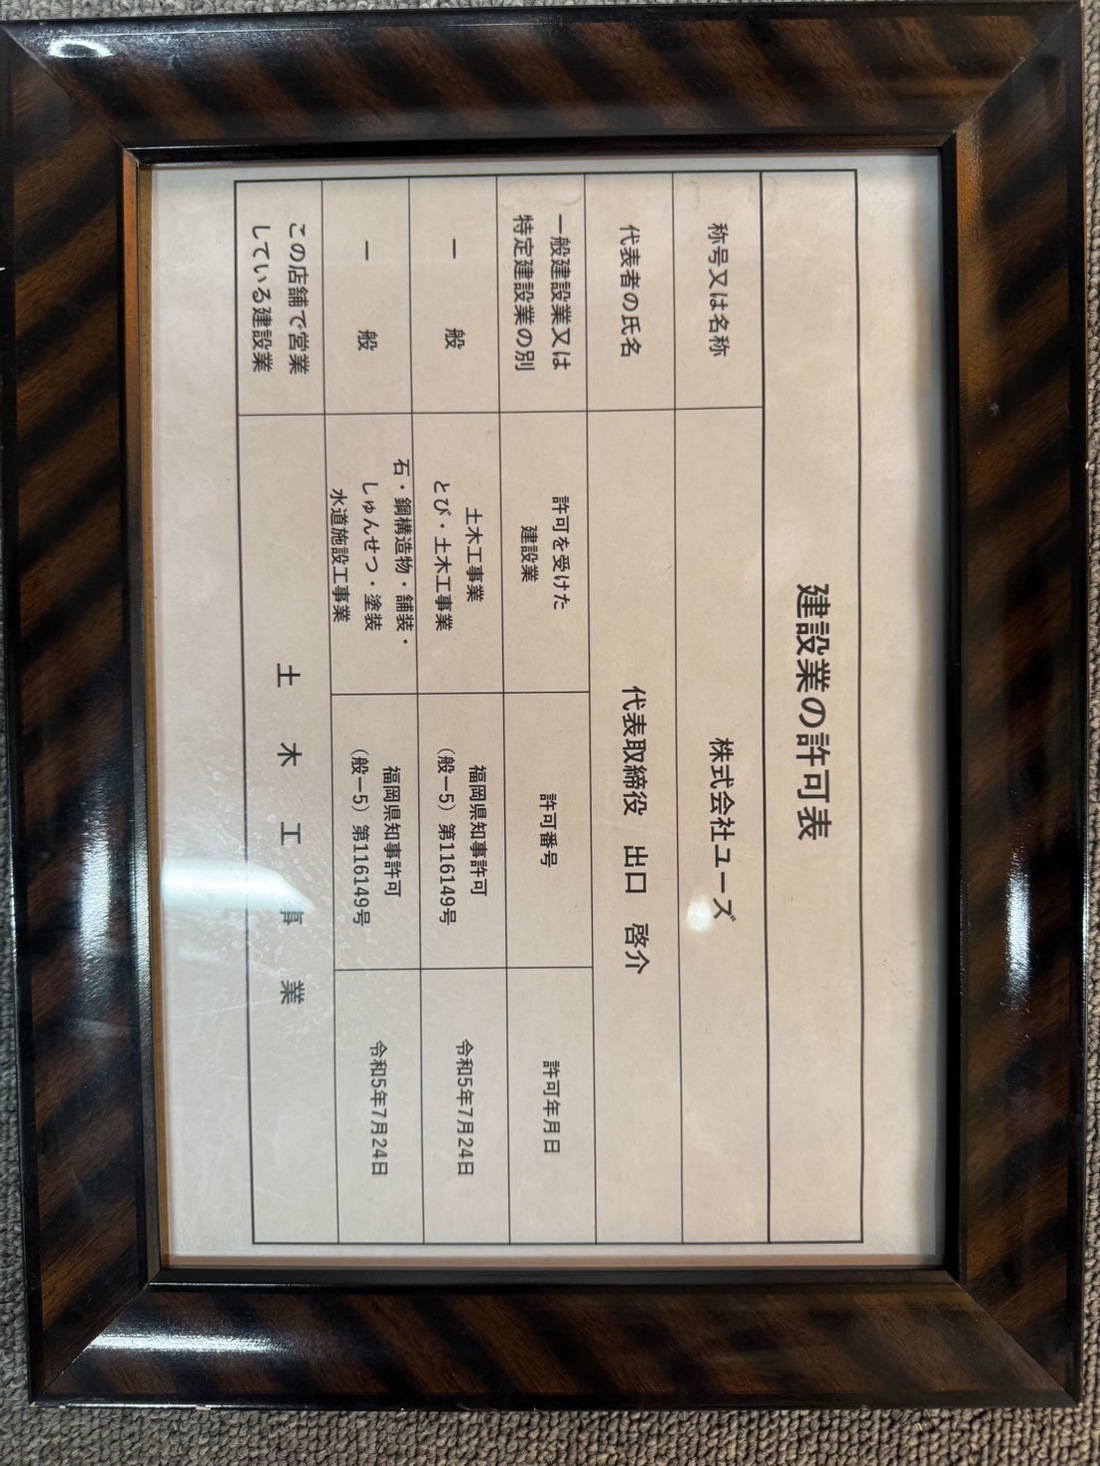 建設業の許可表
称号又は名称
株式会社ユーズ
代表者の氏名
代表取締役　出口　啓介
一般建設業又は
特定建設業の別
許可を受けた
建設業
許可番号
許可年月日
一　般
土木工事業
とび・土木工事業
福岡県知事許可
（般ー5）第116149号
令和5年7月24日
一　般
石・鋼構造物・舗装・
しゅんせつ・塗装
水道施設工事業
福岡県知事許可
（般ー5）第116149号
令和5年7月24日
この店舗で営業
している建設業
土　木　工　事　業